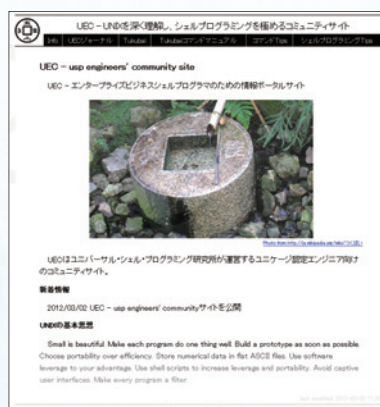 UEC - UNIXを深く理解し、シェルプログラミングを極めるコミュニティサイト
Info UECジャーナル Tukubai Tukubaiコマンドマニュアル コマンドTips シェルプログラミングTips
UEC - usp engineers' community site
UEC - エンタープライズビジネスシェルプログラマのための情報ポータルサイト
Photo from http://ja.wikipedia.org/wiki/
UECはユニバーサル・シェル・プログラミング研究所が運営するユニケージ認定エンジニア向け
のコミュニティサイト。
新着情報
2012/03/02 UEC - usp engineers' communityサイトを公開
UNIXの基本思想
Small is beautiful. Make each program do one thing well. Build a prototype as soon as possible.
Choose portability over efficiency. Store numerical data in flat ASCII files. Use software
leverage to your advantage. Use shell scripts to increase leverage and portability. Avoid captive
user interfaces. Make every program a filter.